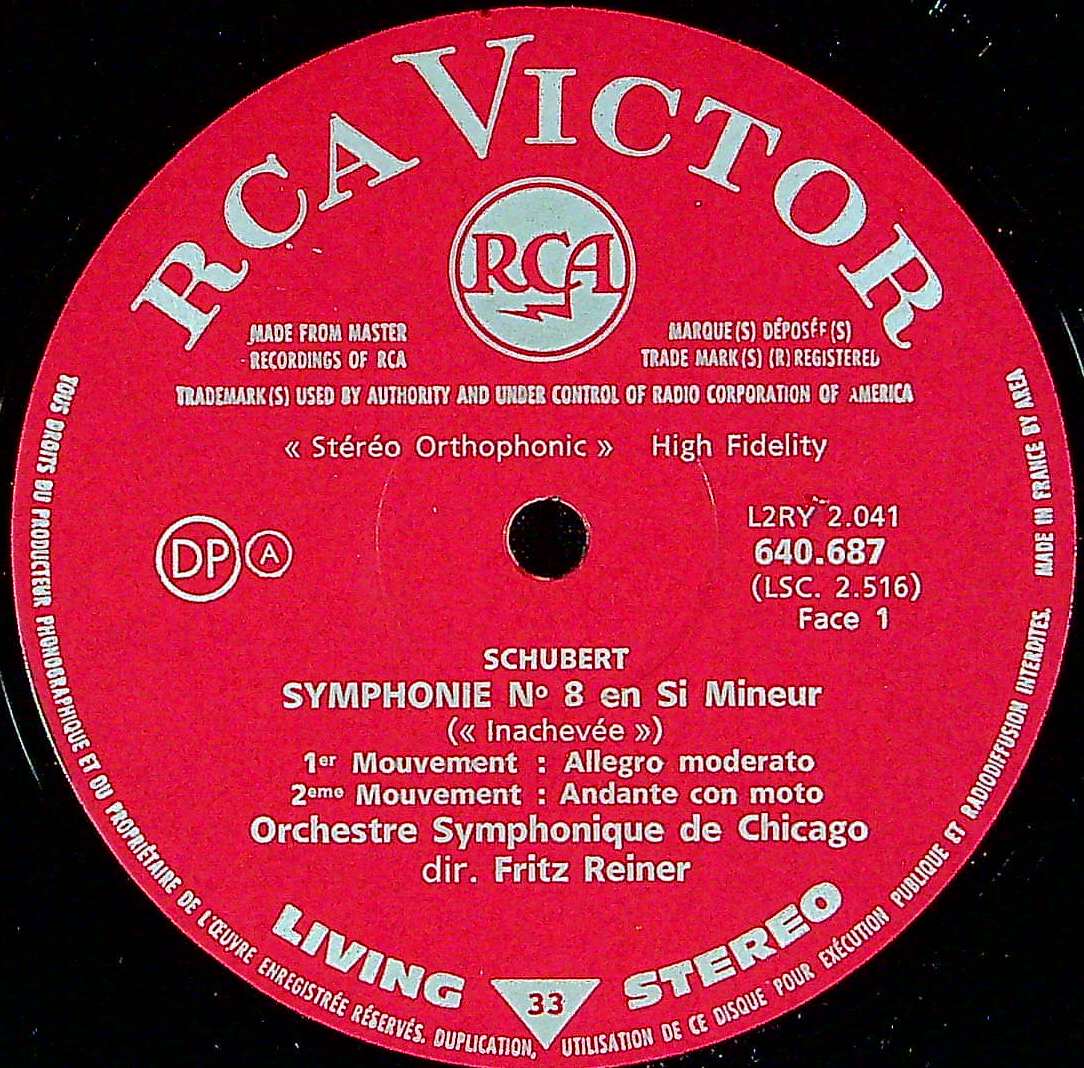 RCA VICTOR
RCA
MADE FROM MASTER
RECORDINGS OF RCA
MARQUE(S) DÉPOSÉE(S)
TRADE MARK(S) (R) REGISTERED
TRADEMARK(S) USED BY AUTHORITY AND UNDER CONTROL OF RADIO CORPORATION OF AMERICA
« Stéréo Orthophonic » High Fidelity
DP A
L2RY 2.041
640.687
(LSC. 2.516)
Face 1
SCHUBERT
SYMPHONIE Nº 8 en Si Mineur
(« Inachevée »)
1er Mouvement : Allegro moderato
2eme Mouvement : Andante con moto
Orchestre Symphonique de Chicago
dir. Fritz Reiner
LIVING STEREO
33
TOUS DROITS DU PRODUCTEUR PHONOGRAPHIQUE ET DU PROPRIÉTAIRE DE L'ŒUVRE ENREGISTRÉE RÉSERVÉS. DUPLICATION, UTILISATION DE CE DISQUE POUR EXÉCUTION PUBLIQUE ET RADIODIFFUSION INTERDITES. MADE IN FRANCE BY AREA